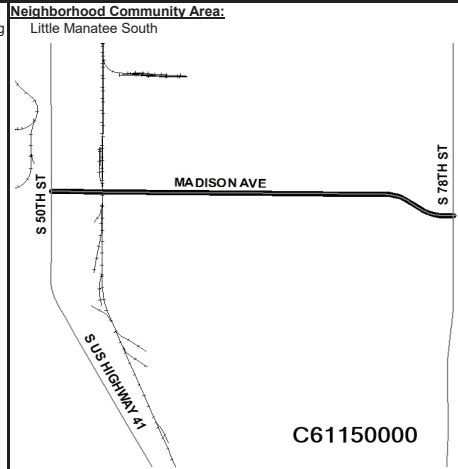 Neighborhood Community Area:
g
Little Manatee South
S 50TH ST
MADISON AVE
S 78TH ST
S US HIGHWAY 41
C61150000